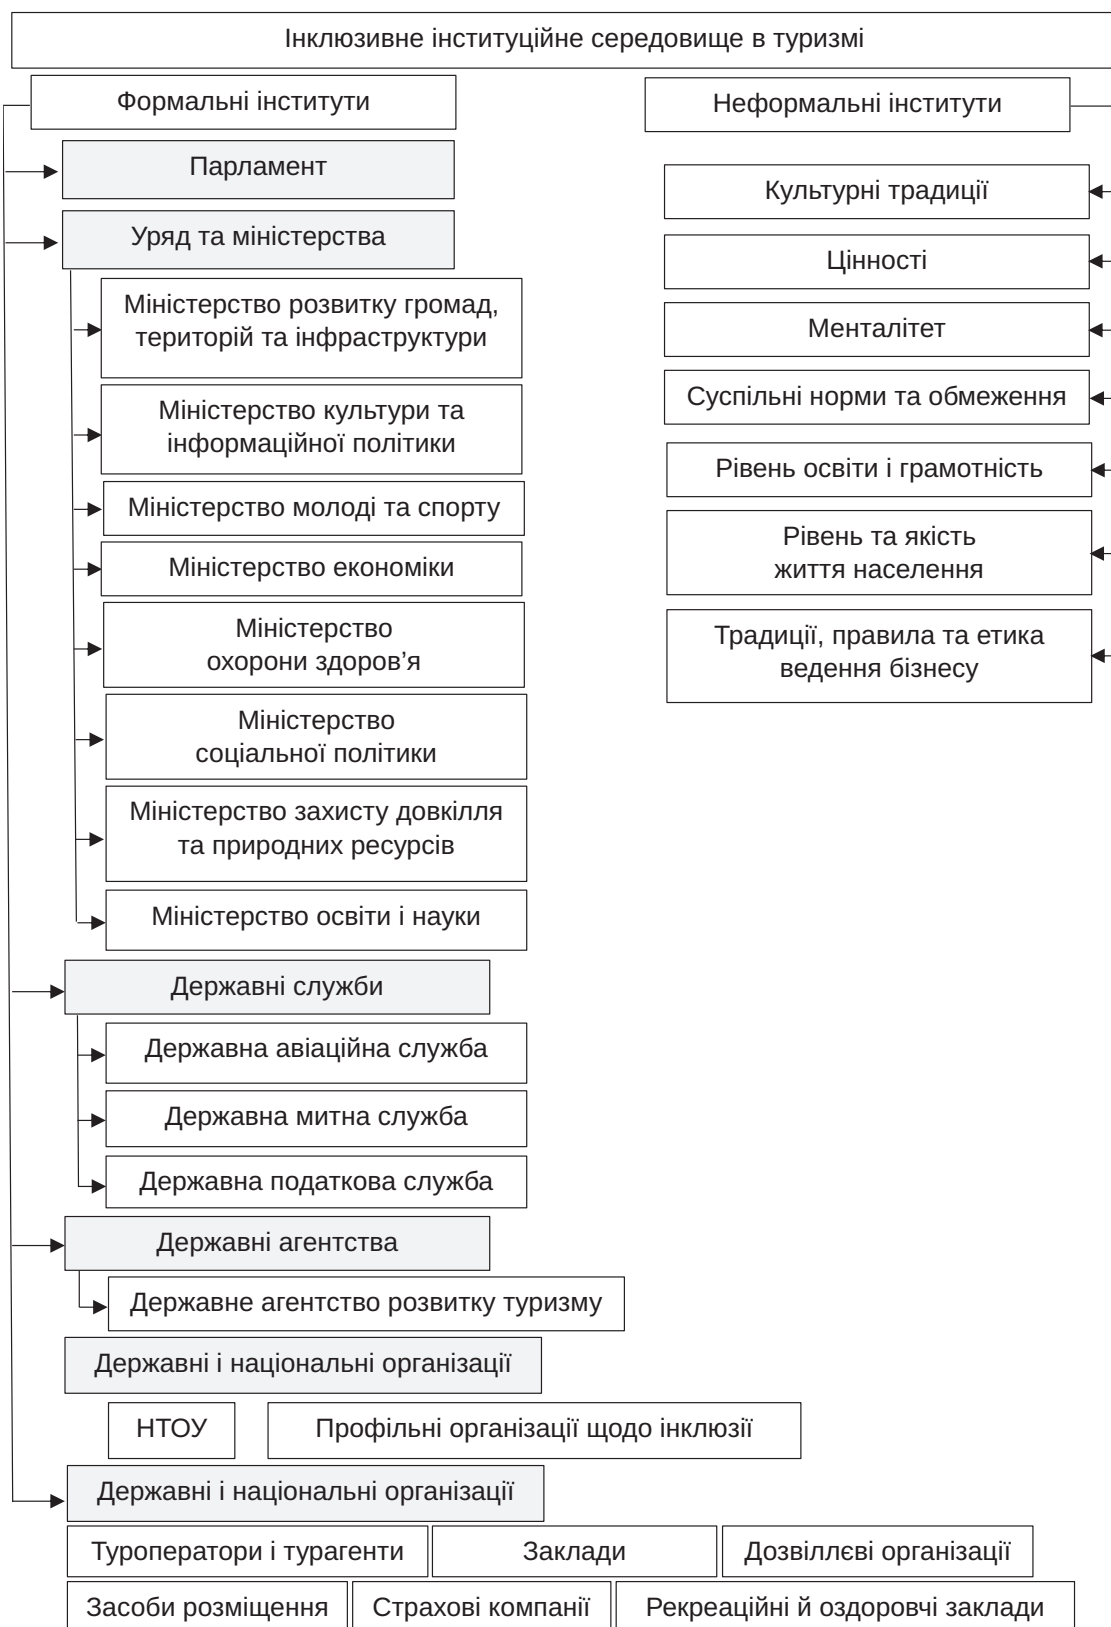 Інклюзивне інституційне середовище в туризмі
Формальні інститути
Парламент
Уряд та міністерства
Міністерство розвитку громад,
територій та інфраструктури
Міністерство культури та
інформаційної політики
Міністерство молоді та спорту
Міністерство економіки
Міністерство
охорони здоров’я
Міністерство
соціальної політики
Міністерство захисту довкілля
та природних ресурсів
Міністерство освіти і науки
Державні служби
Державна авіаційна служба
Державна митна служба
Державна податкова служба
Державні агентства
Державне агентство розвитку туризму
Державні і національні організації
НТОУ
Профільні організації щодо інклюзії
Державні і національні організації
Туроператори і турагенти
Заклади
Дозвіллєві організації
Засоби розміщення
Страхові компанії
Рекреаційні й оздоровчі заклади
Неформальні інститути
Культурні традиції
Цінності
Менталітет
Суспільні норми та обмеження
Рівень освіти і грамотність
Рівень та якість
життя населення
Традиції, правила та етика
ведення бізнесу